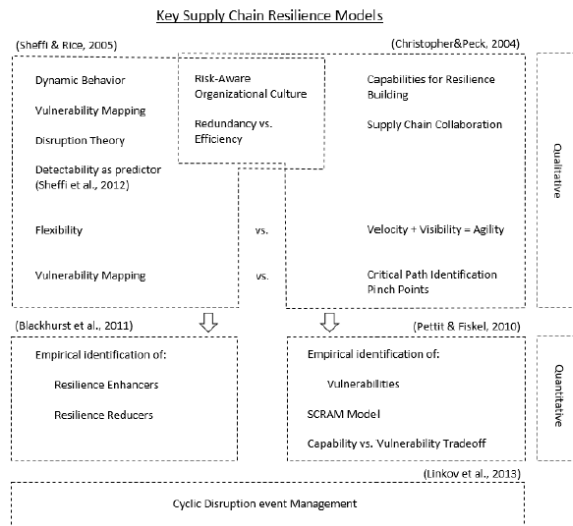 Key Supply Chain Resilience Models
(Sheffi & Rice, 2005)
(Christopher&Peck, 2004)
Dynamic Behavior
Vulnerability Mapping
Disruption Theory
Detectability as predictor
(Sheffi et al., 2012)
Risk-Aware
Organizational Culture
Redundancy vs.
Efficiency
Capabilities for Resilience
Building
Supply Chain Collaboration
Qualitative
Flexibility
vs.
Velocity + Visibility = Agility
Vulnerability Mapping
vs.
Critical Path Identification
Pinch Points
(Blackhurst et al., 2011)
(Pettit & Fiskel, 2010)
Empirical identification of:
Resilience Enhancers
Resilience Reducers
Empirical identification of:
Vulnerabilities
SCRAM Model
Capability vs. Vulnerability Tradeoff
Quantitative
(Linkov et al., 2013)
Cyclic Disruption event Management